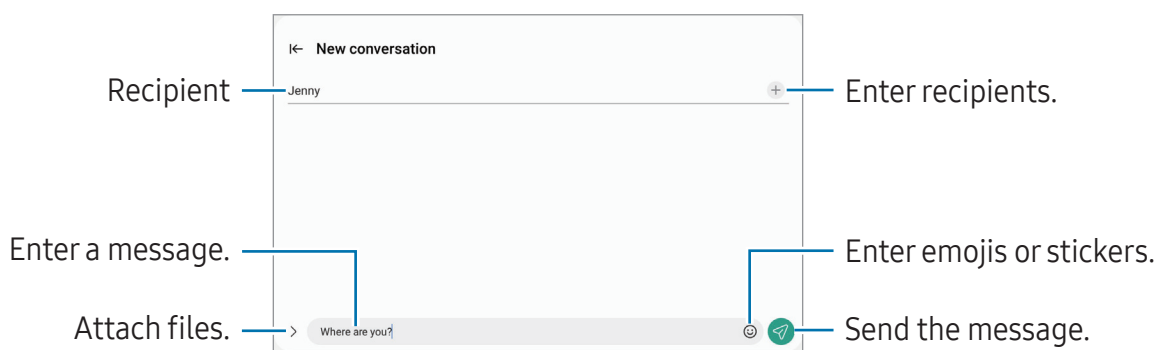 New conversation
Recipient
Jenny
Enter recipients.
Enter a message.
Enter emojis or stickers.
Attach files.
Where are you?
Send the message.